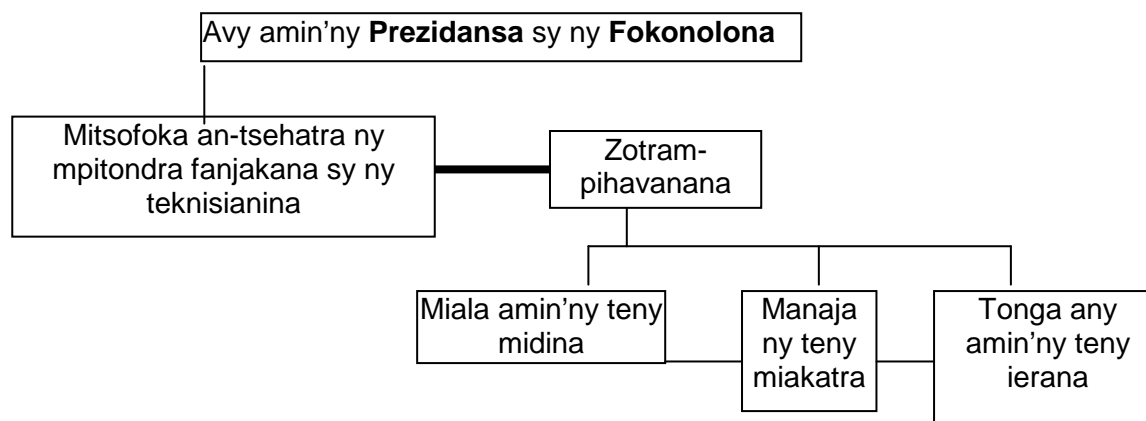 Avy amin’ny Prezidansa sy ny Fokonolona
Mitsofoka an-tsehatra ny
mpitondra fanjakana sy ny
teknisianina
Zotram-
pihavanana
Miala amin’ny teny
midina
Manaja
ny teny
miakatra
Tonga any
amin’ny teny
ierana